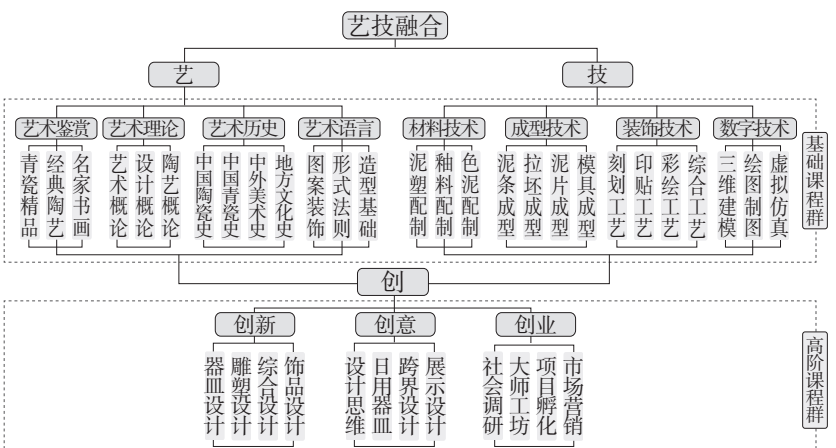 艺技融合
艺
技
艺术鉴赏
艺术理论
艺术历史
艺术语言
材料技术
成型技术
装饰技术
数字技术
青瓷精品
经典陶艺
名家书画
艺术概论
设计概论
陶艺概论
中国陶瓷史
中国青瓷史
中外美术史
地方文化史
图案装饰
形式法则
造型基础
泥塑配制
釉料配制
色泥配制
泥条成型
拉坯成型
泥片成型
模具成型
刻划工艺
印贴工艺
彩绘工艺
综合工艺
三维建模
绘图制图
虚拟仿真
基础课程群
创
创新
创意
创业
器皿设计
雕塑设计
综合设计
饰品设计
设计思维
日用器皿
跨界设计
展示设计
社会调研
大师工坊
项目孵化
市场营销
高阶课程群